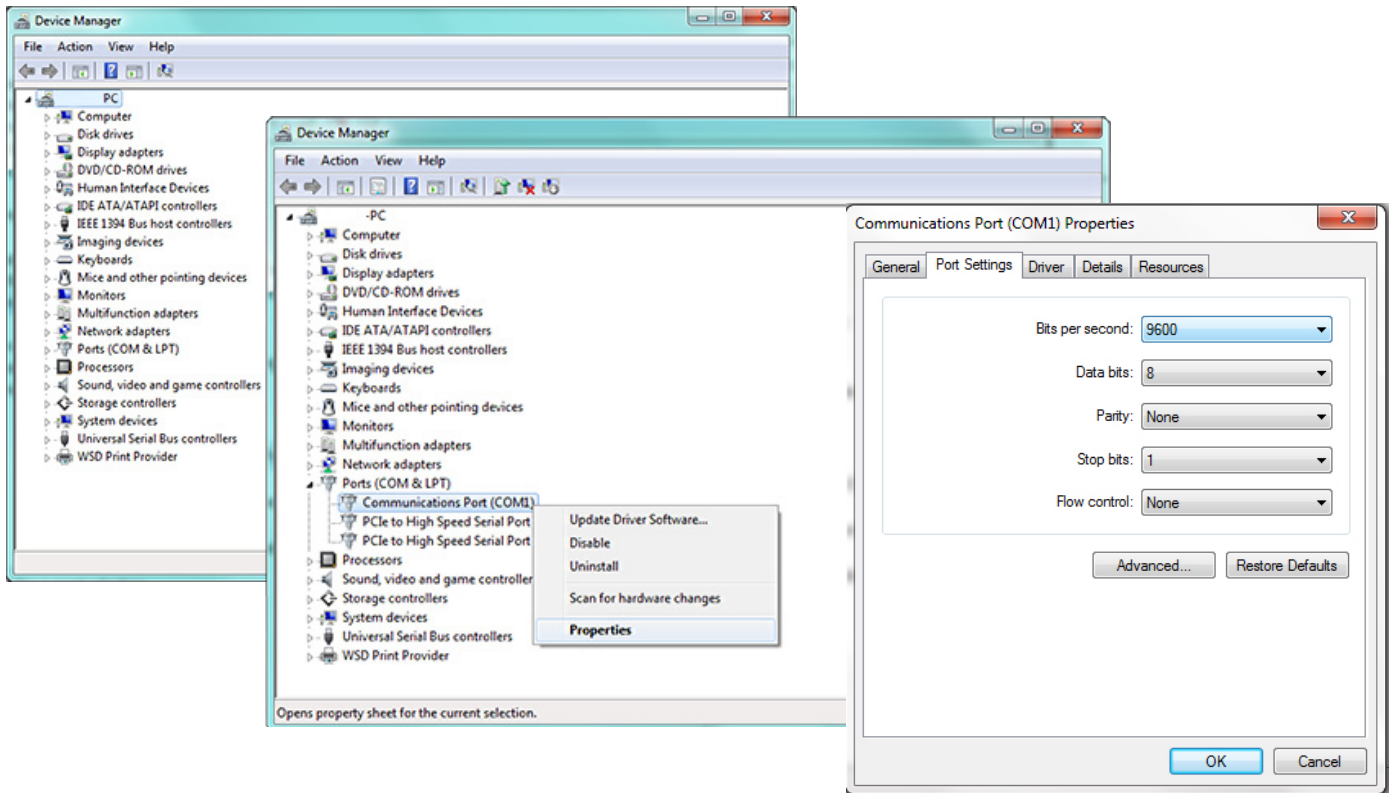 Device Manager
File Action View Help
PC
Computer
Disk drives
Display adapters
DVD/CD-ROM drives
Human Interface Devices
IDE ATA/ATAPI controllers
IEEE 1394 Bus host controllers
Imaging devices
Keyboards
Mice and other pointing devices
Monitors
Multifunction adapters
Network adapters
Ports (COM & LPT)
Processors
Sound, video and game controllers
Storage controllers
System devices
Universal Serial Bus controllers
WSD Print Provider
Device Manager
File Action View Help
-PC
Computer
Disk drives
Display adapters
DVD/CD-ROM drives
Human Interface Devices
IDE ATA/ATAPI controllers
IEEE 1394 Bus host controllers
Imaging devices
Keyboards
Mice and other pointing devices
Monitors
Multifunction adapters
Network adapters
Ports (COM & LPT)
Communications Port (COM1)
PCIe to High Speed Serial Port
PCIe to High Speed Serial Port
Processors
Sound, video and game controller
Storage controllers
System devices
Universal Serial Bus controllers
WSD Print Provider
Update Driver Software...
Disable
Uninstall
Scan for hardware changes
Properties
Opens property sheet for the current selection.
Communications Port (COM1) Properties
General Port Settings Driver Details Resources
Bits per second: 9600
Data bits: 8
Parity: None
Stop bits: 1
Flow control: None
Advanced... Restore Defaults
OK Cancel